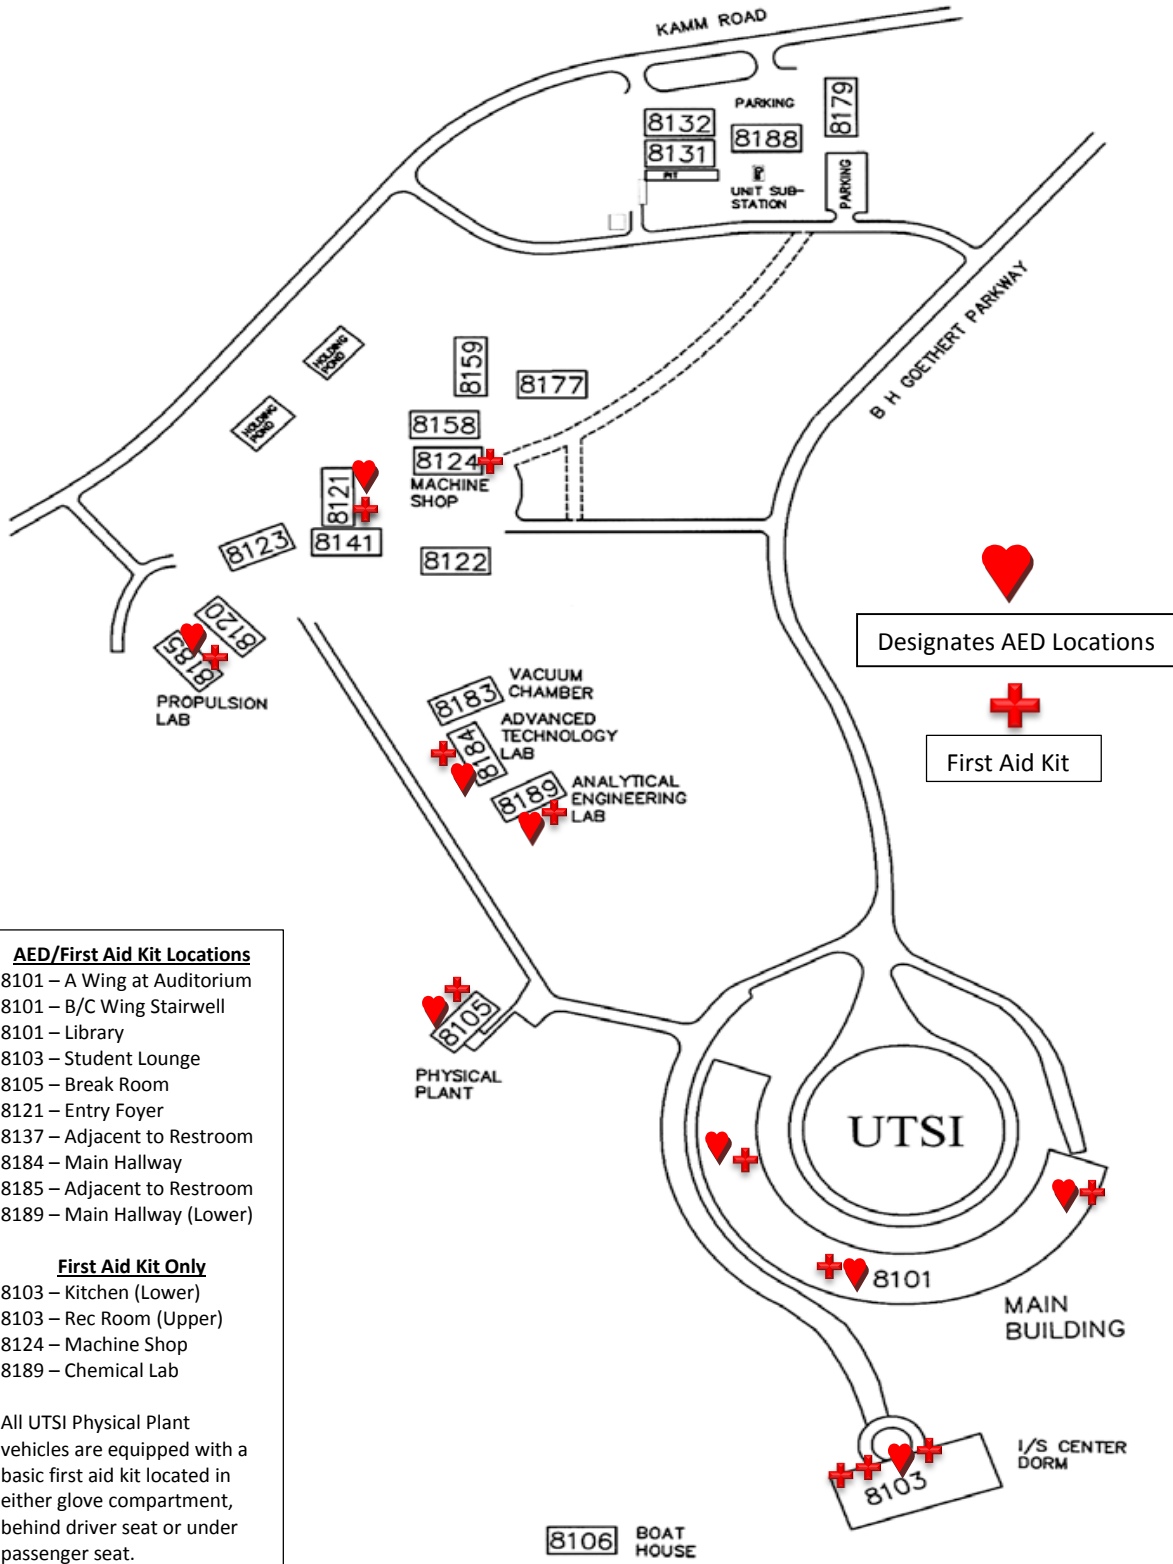 KAMM ROAD
PARKING
8179
8132
8188
8131
PIT
UNIT SUB-
STATION
PARKING
B H GOETHERT PARKWAY
HOLDING
POND
HOLDING
POND
8159
8177
8158
8124
MACHINE
SHOP
8121
8123
8141
8122
8120
8185
PROPULSION
LAB
Designates AED Locations
First Aid Kit
8183
VACUUM
CHAMBER
8184
ADVANCED
TECHNOLOGY
LAB
8189
ANALYTICAL
ENGINEERING
LAB
8105
PHYSICAL
PLANT
UTSI
8101
MAIN
BUILDING
I/S CENTER
DORM
8103
8106
BOAT
HOUSE
AED/First Aid Kit Locations
8101 – A Wing at Auditorium
8101 – B/C Wing Stairwell
8101 – Library
8103 – Student Lounge
8105 – Break Room
8121 – Entry Foyer
8137 – Adjacent to Restroom
8184 – Main Hallway
8185 – Adjacent to Restroom
8189 – Main Hallway (Lower)
First Aid Kit Only
8103 – Kitchen (Lower)
8103 – Rec Room (Upper)
8124 – Machine Shop
8189 – Chemical Lab
All UTSI Physical Plant
vehicles are equipped with a
basic first aid kit located in
either glove compartment,
behind driver seat or under
passenger seat.